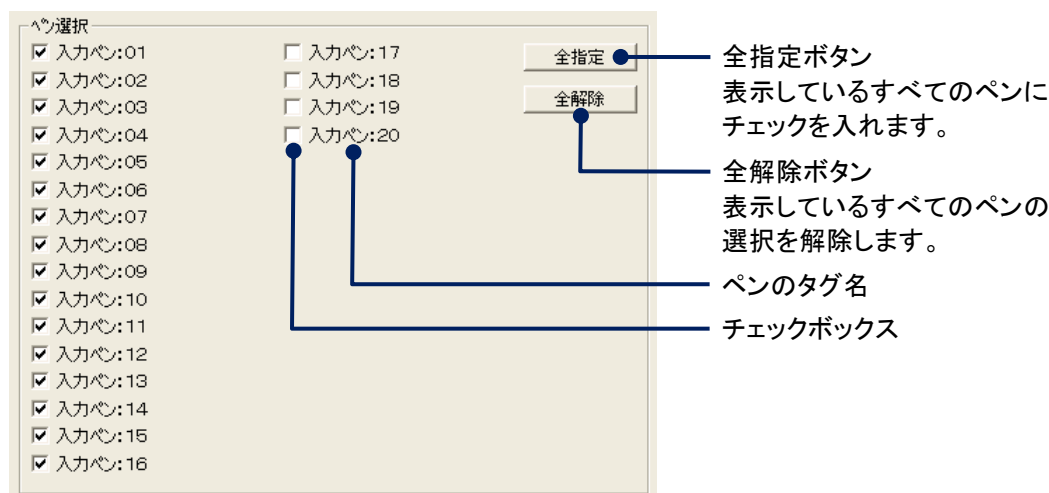 ペン選択
入力ペン:01
入力ペン:02
入力ペン:03
入力ペン:04
入力ペン:05
入力ペン:06
入力ペン:07
入力ペン:08
入力ペン:09
入力ペン:10
入力ペン:11
入力ペン:12
入力ペン:13
入力ペン:14
入力ペン:15
入力ペン:16
入力ペン:17
入力ペン:18
入力ペン:19
入力ペン:20
全指定
全解除
全指定ボタン
表示しているすべてのペンに
チェックを入れます。
全解除ボタン
表示しているすべてのペンの
選択を解除します。
ペンのタグ名
チェックボックス